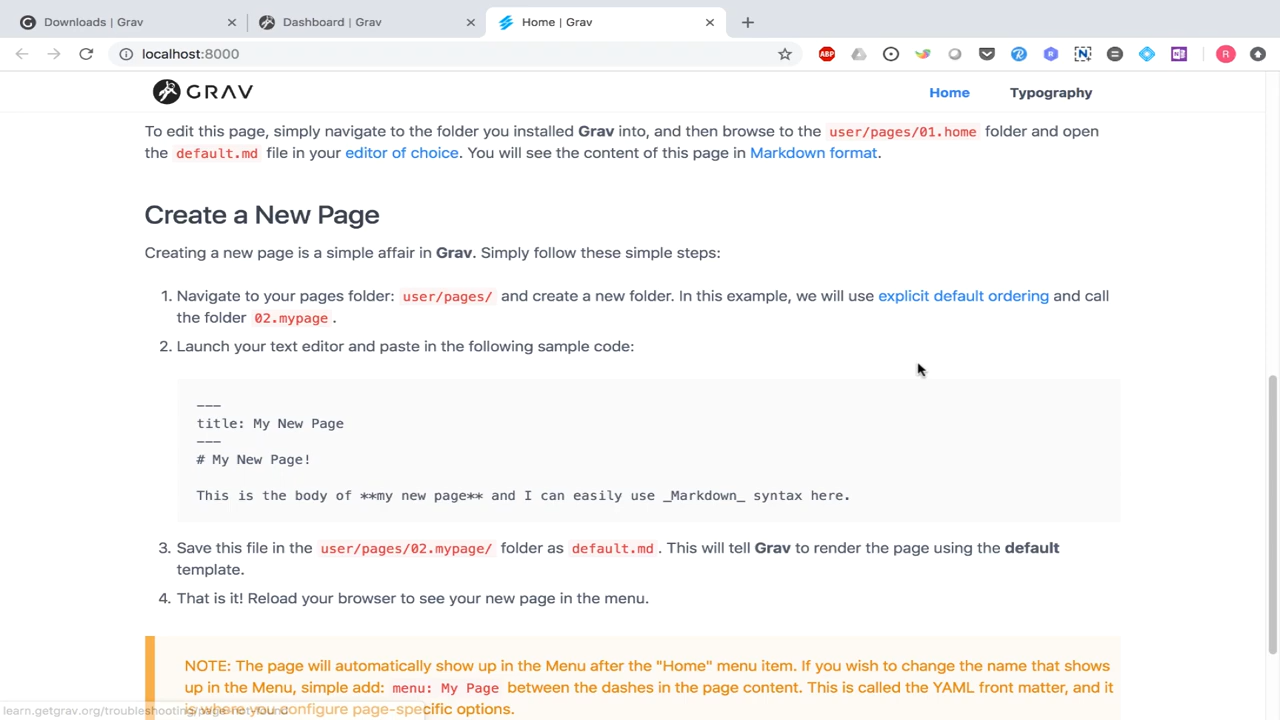 Downloads | Grav
Dashboard | Grav
Home | Grav
localhost:8000
ABP
R
GRAV
Home
Typography
To edit this page, simply navigate to the folder you installed Grav into, and then browse to the user/pages/01.home folder and open
the default.md file in your editor of choice. You will see the content of this page in Markdown format.
Create a New Page
Creating a new page is a simple affair in Grav. Simply follow these simple steps:
1. Navigate to your pages folder: user/pages/ and create a new folder. In this example, we will use explicit default ordering and call
the folder 02.mypage.
2. Launch your text editor and paste in the following sample code:
---
title: My New Page
---
# My New Page!
This is the body of **my new page** and I can easily use _Markdown_ syntax here.
3. Save this file in the user/pages/02.mypage/ folder as default.md. This will tell Grav to render the page using the default
template.
4. That is it! Reload your browser to see your new page in the menu.
NOTE: The page will automatically show up in the Menu after the "Home" menu item. If you wish to change the name that shows
up in the Menu, simple add: menu: My Page between the dashes in the page content. This is called the YAML front matter, and it
is where you configure page-specific options.
learn.getgrav.org/troubleshooting/page-not-found